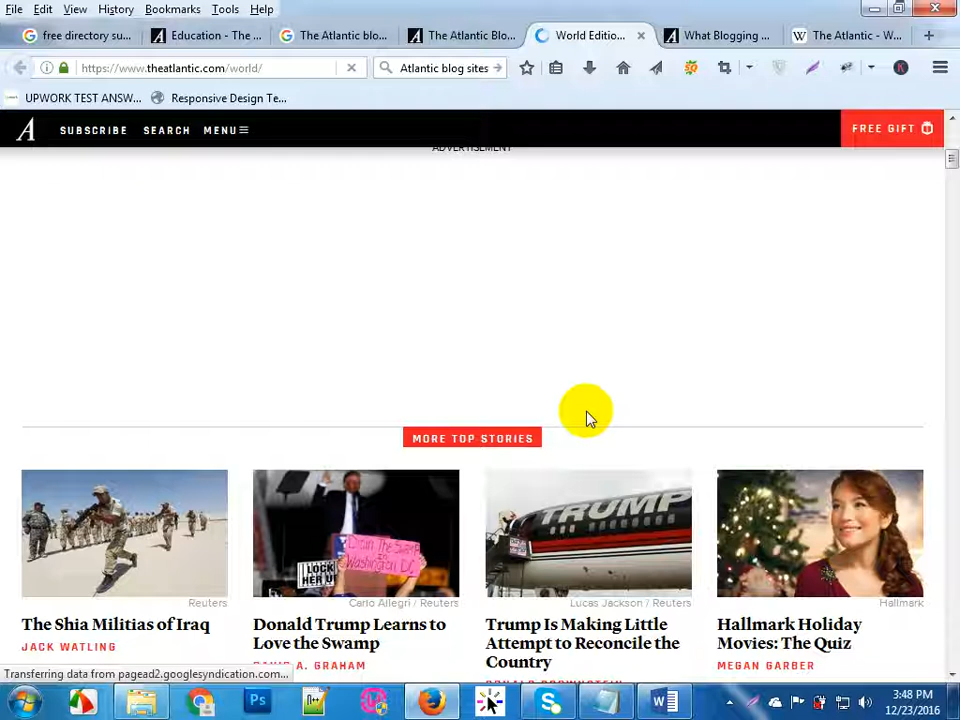 File Edit View History Bookmarks Tools Help
free directory su... Education - The ... The Atlantic blo... The Atlantic Blo... World Editio... What Blogging ... The Atlantic - W...
https://www.theatlantic.com/world/ Atlantic blog sites
UPWORK TEST ANSW... Responsive Design Te...
A SUBSCRIBE SEARCH MENU FREE GIFT
ADVERTISEMENT
MORE TOP STORIES
Reuters Carlo Allegri / Reuters Lucas Jackson / Reuters Hallmark
The Shia Militias of Iraq
JACK WATLING
Donald Trump Learns to
Love the Swamp
DAVID A. GRAHAM
Trump Is Making Little
Attempt to Reconcile the
Country
RONALD BROWNSTEIN
Hallmark Holiday
Movies: The Quiz
MEGAN GARBER
TRUMP
LOCK
HER U
Transferring data from pagead2.googlesyndication.com...
3:48 PM
12/23/2016